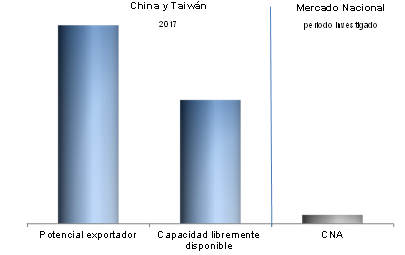 China y Taiwán
2017
Mercado Nacional
periodo investigado
Potencial exportador
Capacidad libremente
disponible
CNA